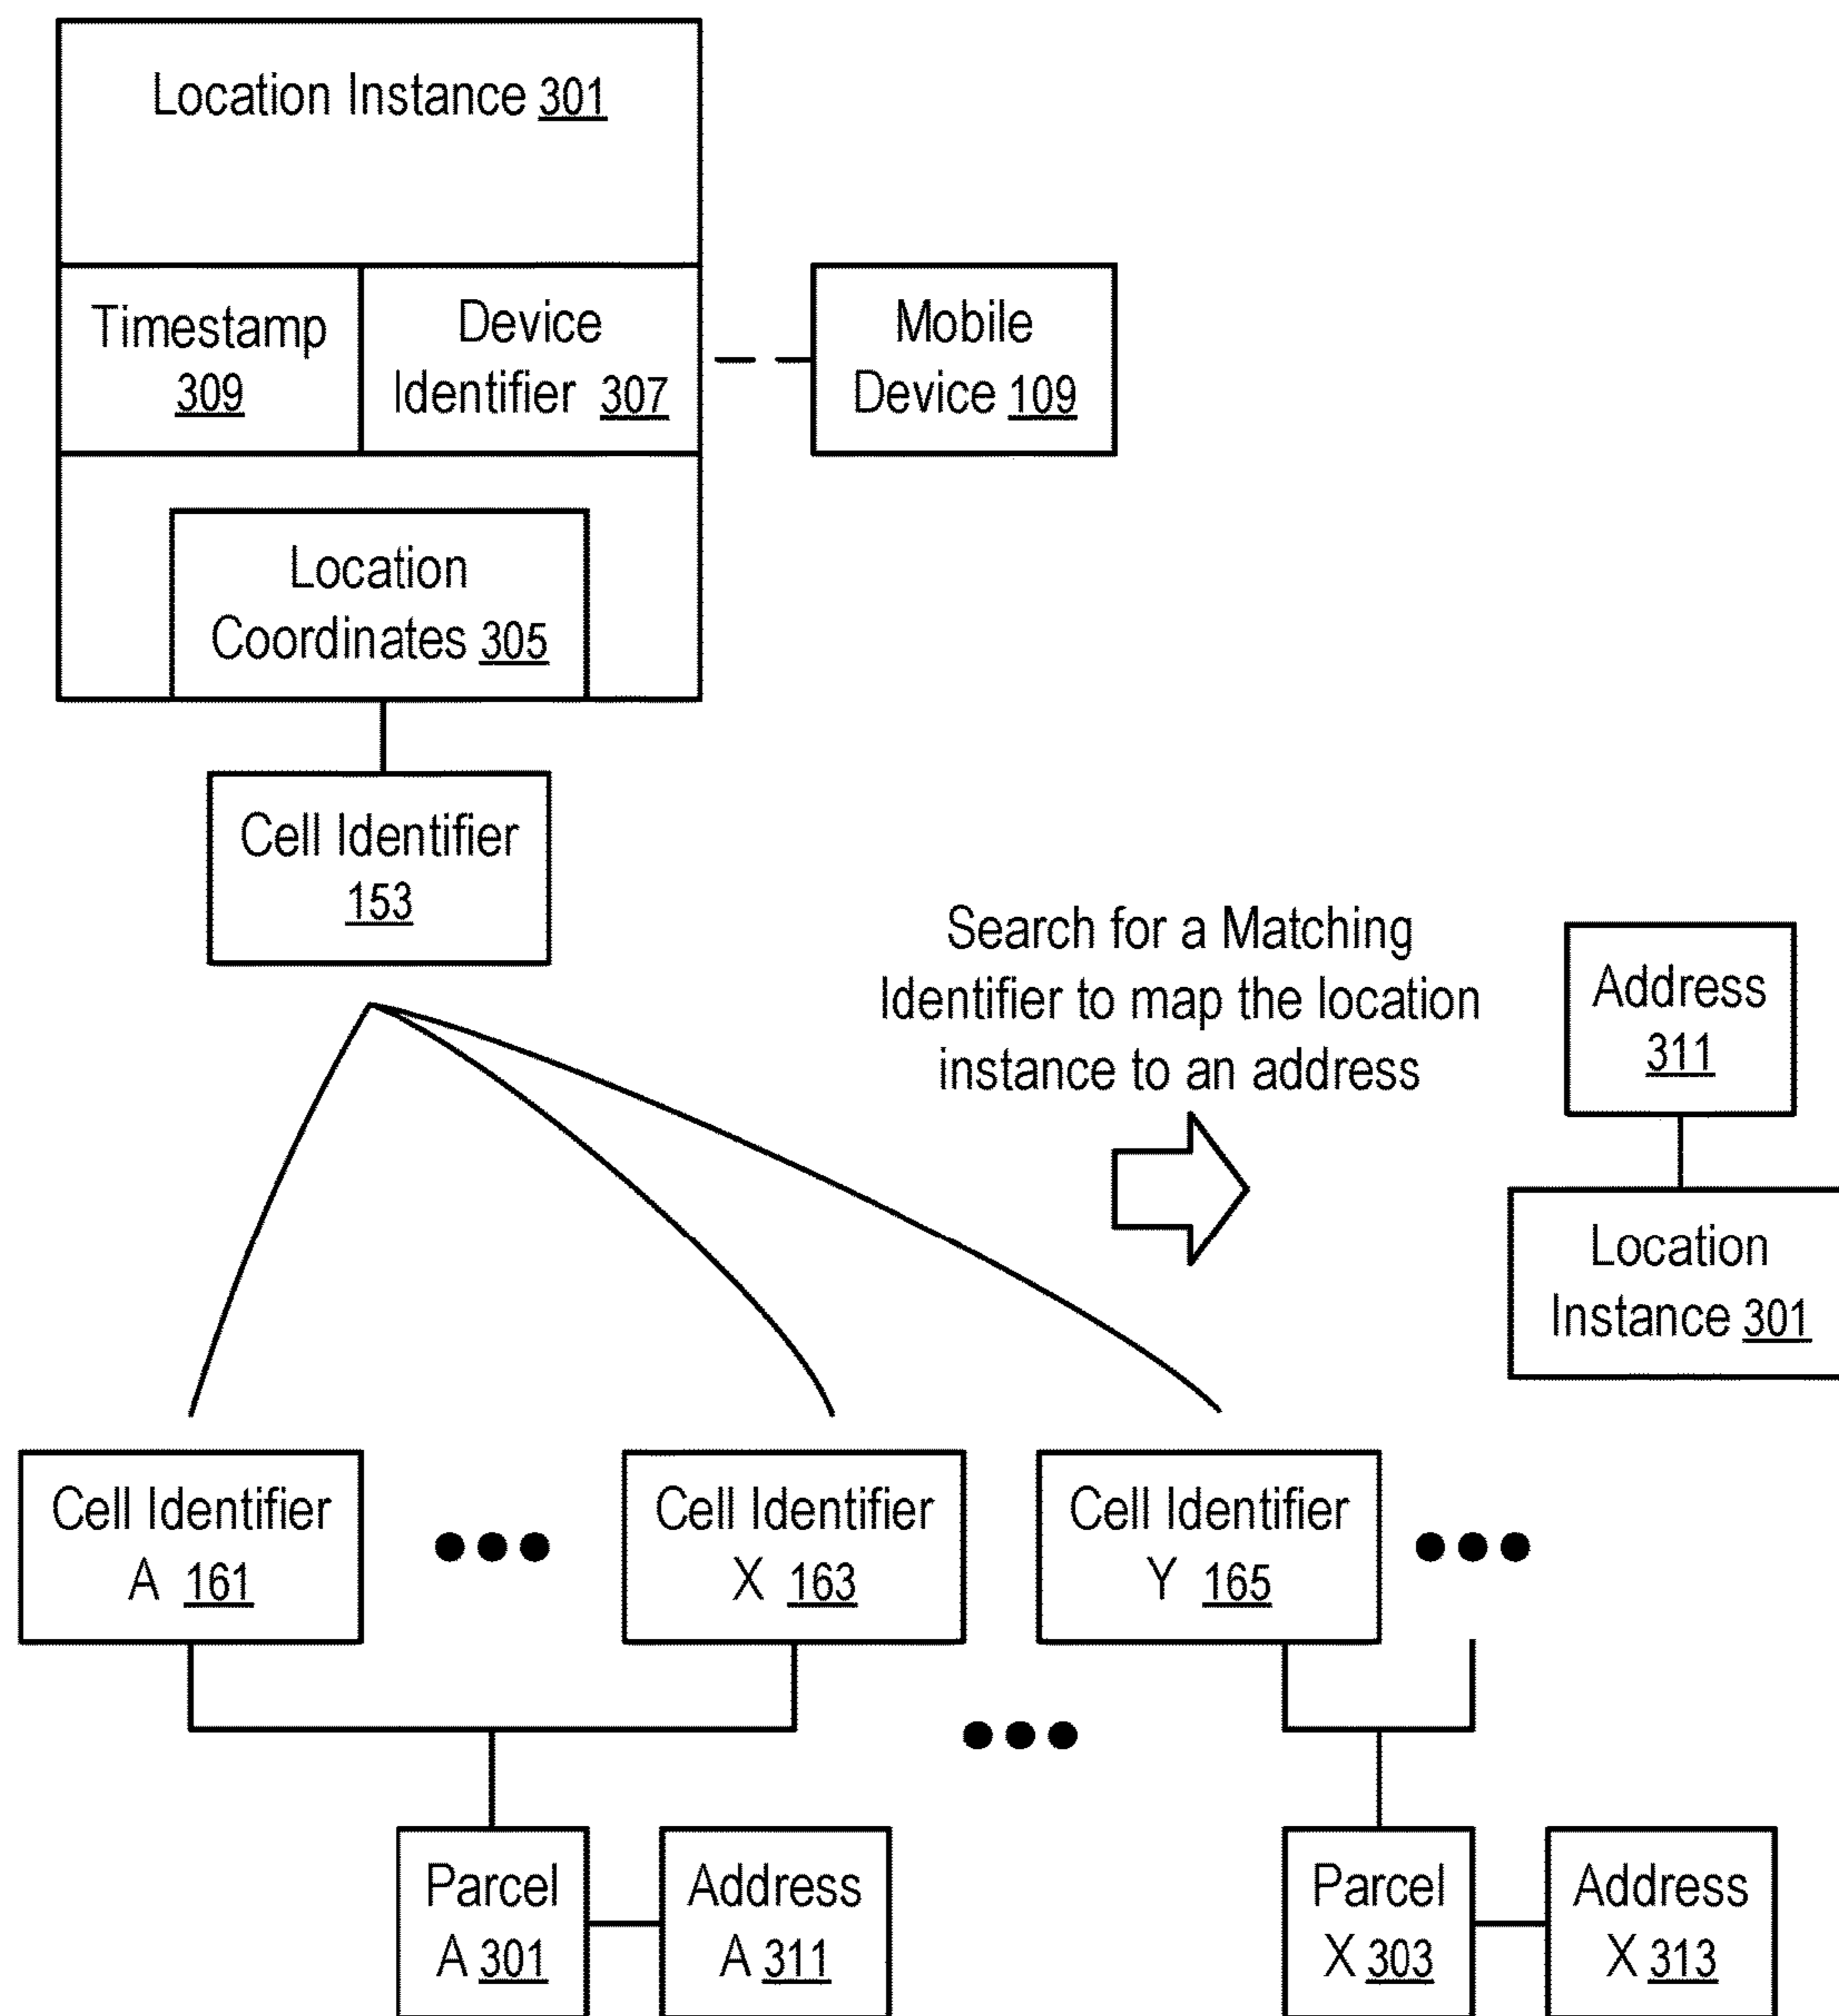 Location Instance 301
Timestamp
309
Device
Identifier 307
Mobile
Device 109
Location
Coordinates 305
Cell Identifier
153
Search for a Matching
Identifier to map the location
instance to an address
Address
311
Location
Instance 301
Cell Identifier
A 161
Cell Identifier
X 163
Cell Identifier
Y 165
Parcel
A 301
Address
A 311
Parcel
X 303
Address
X 313